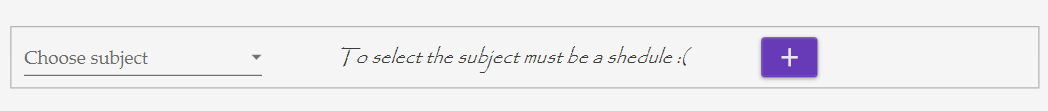 Choose subject
To select the subject must be a shedule :(
+